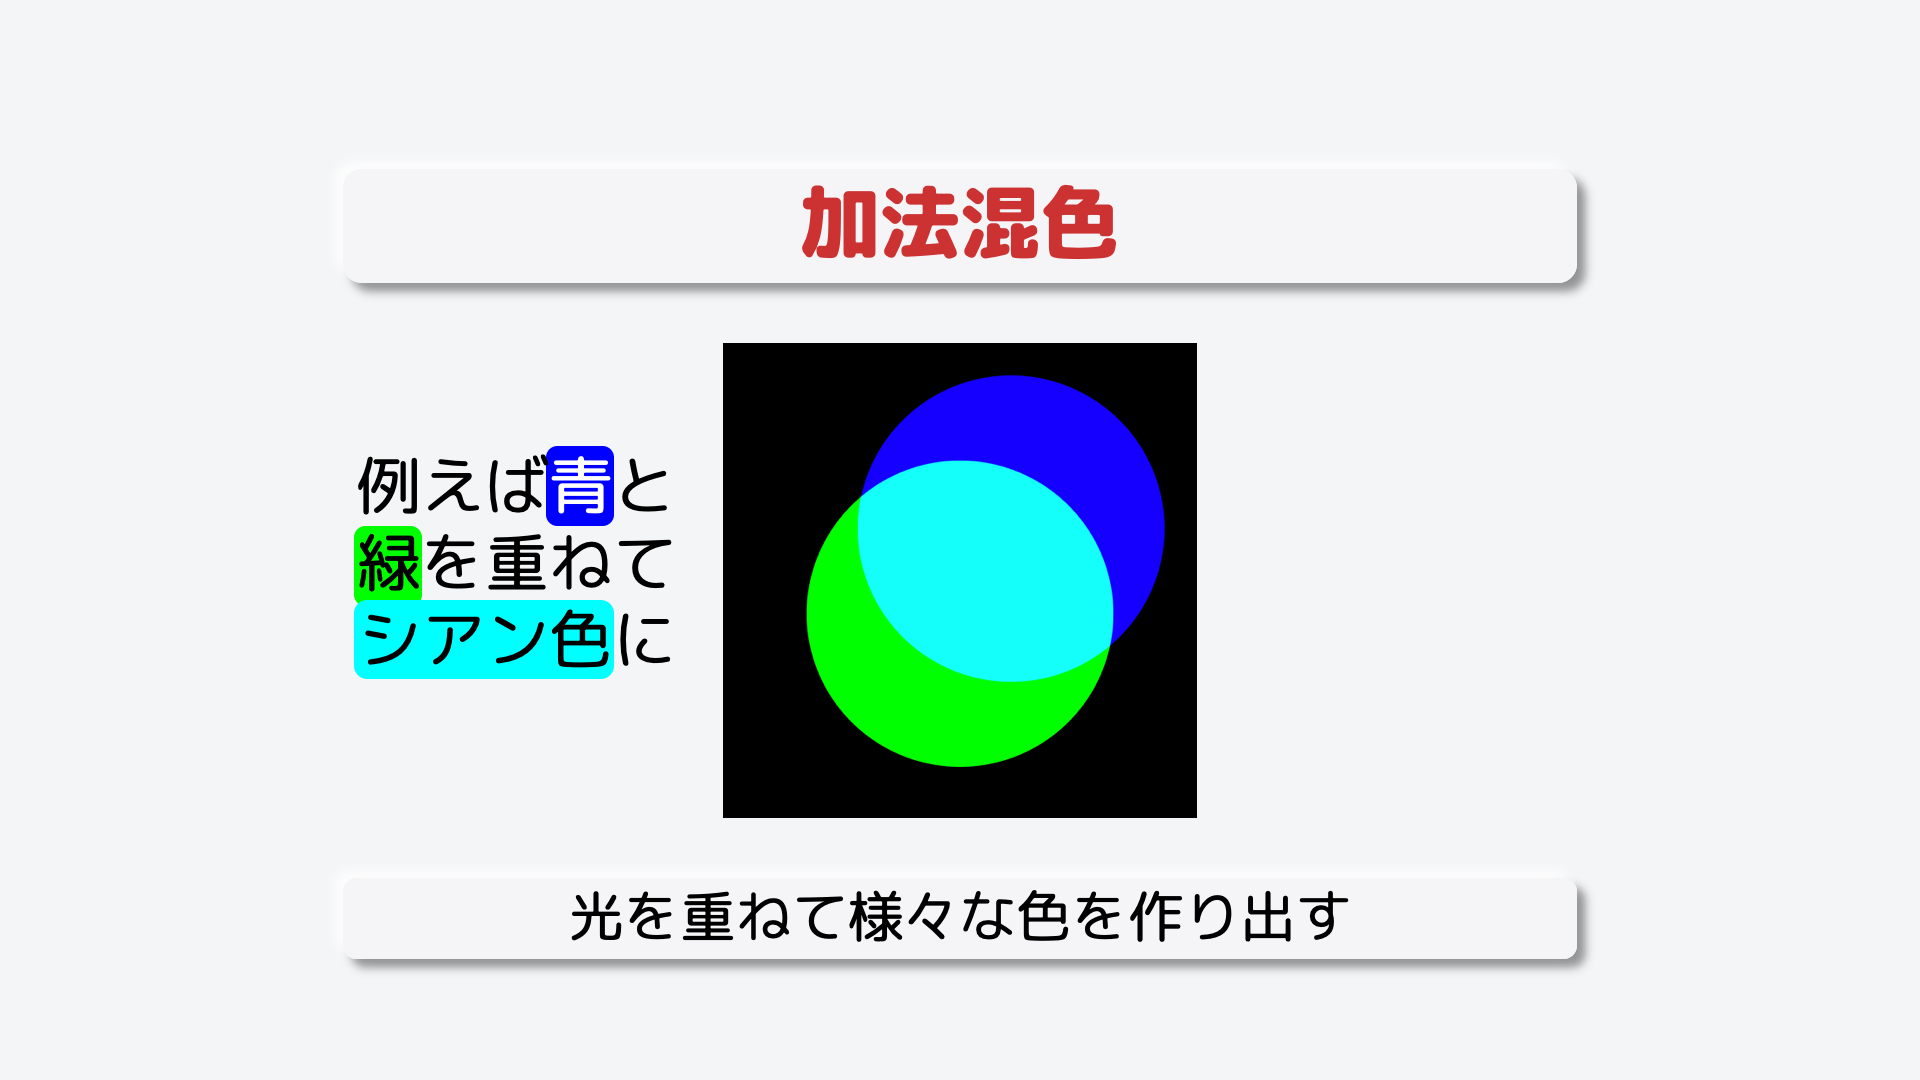 加法混色
例えば青と
緑を重ねて
シアン色に
光を重ねて様々な色を作り出す